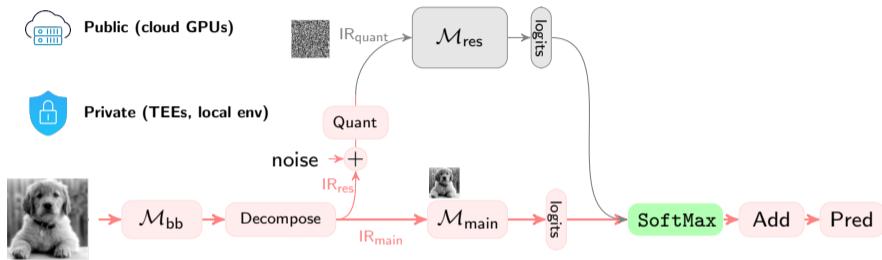 Public (cloud GPUs)
IR_quant
M_res
logits
Private (TEEs, local env)
Quant
noise
+
IR_res
M_bb
Decompose
IR_main
M_main
logits
SoftMax
Add
Pred